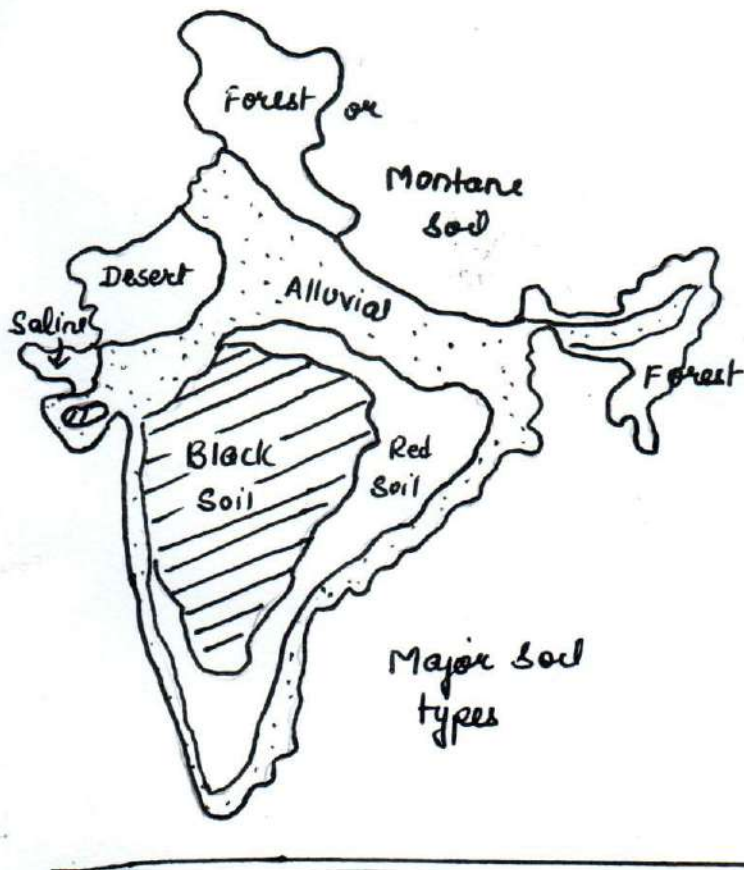 Forest or
Montane
Soil
Desert
Alluvial
Saline
Forest
Black
Soil
Red
Soil
Major Soil
types